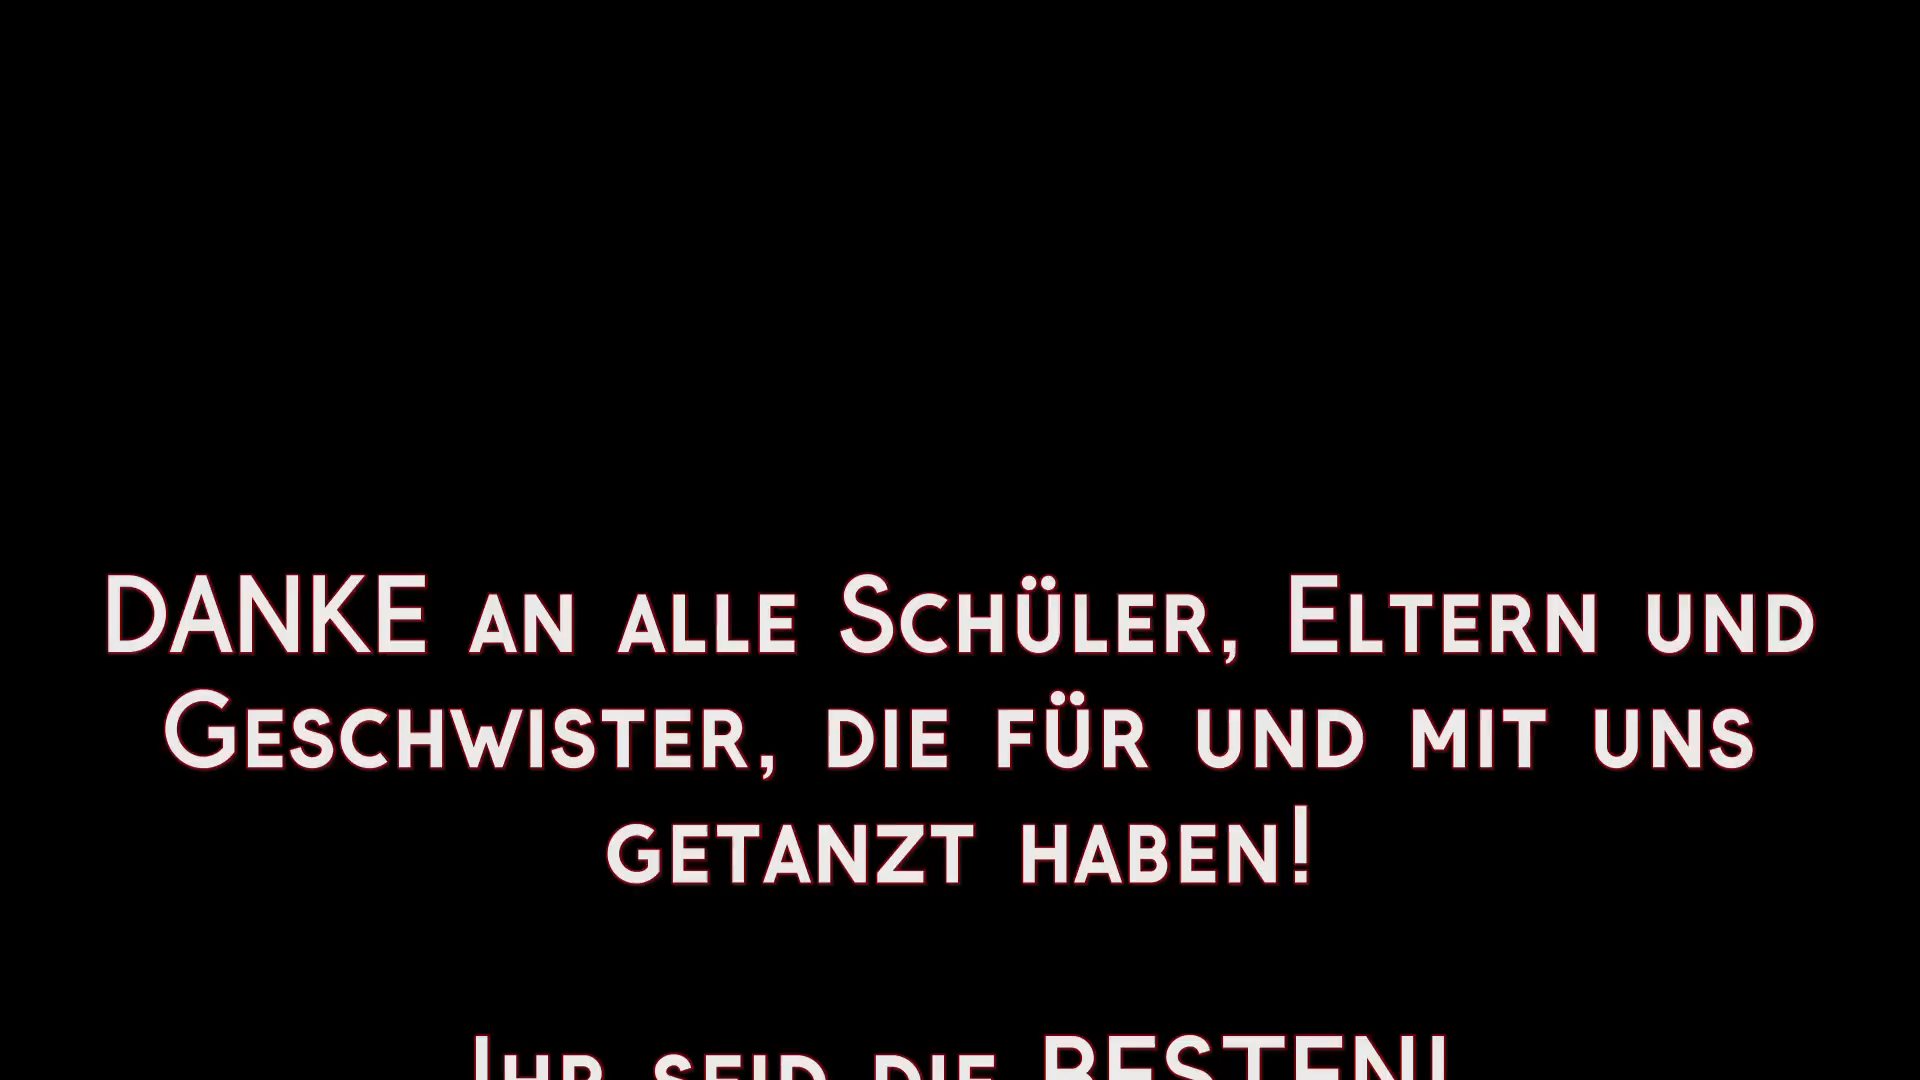 DANKE an alle Schüler, Eltern und
Geschwister, die für und mit uns
getanzt haben!
Ihr seid die BESTEN!